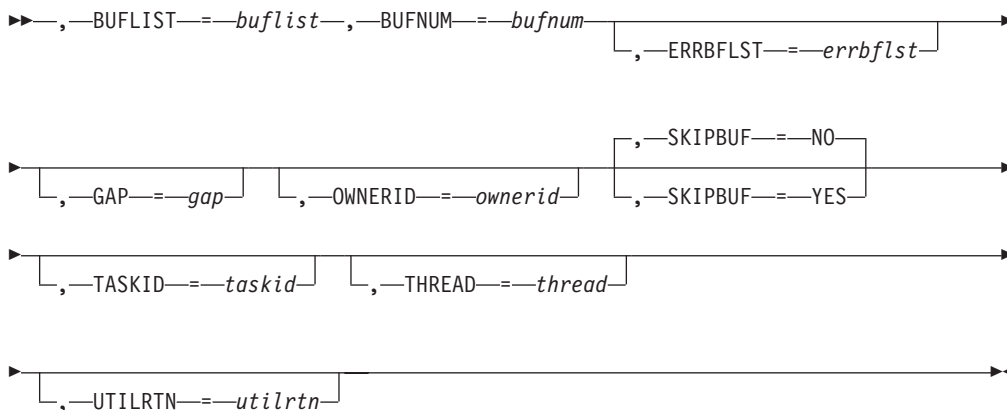 ,BUFLIST=buflist,BUFNUM=bufnum
,ERRBFLST=errbflst
,SKIPBUF=NO
,GAP=gap ,OWNERID=ownerid ,SKIPBUF=YES
,TASKID=taskid ,THREAD=thread
,UTILRTN=utilrtn